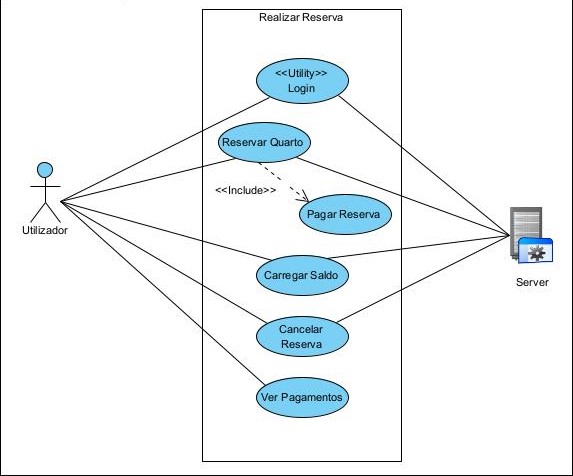 Realizar Reserva
<<Utility>>
Login
Reservar Quarto
<<Include>>
Pagar Reserva
Utilizador
Carregar Saldo
Server
Cancelar
Reserva
Ver Pagamentos